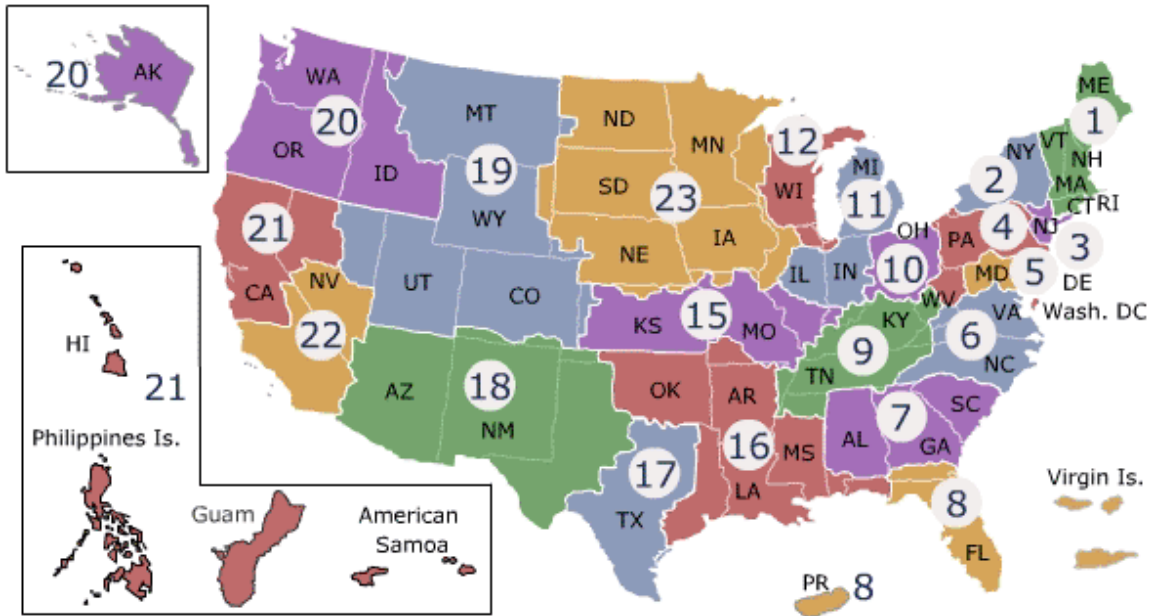 20
AK
WA
OR
20
ID
MT
19
WY
ND
MN
SD
23
NE
IA
12
WI
MI
11
ME
1
VT
NH
NY
2
MA
CT
RI
4
NJ
3
PA
OH
10
5
MD
DE
Wash. DC
WV
VA
6
NC
21
CA
NV
22
UT
CO
KS
15
MO
IL
IN
KY
9
TN
AZ
18
NM
OK
AR
16
MS
LA
17
TX
AL
7
SC
GA
8
FL
PR
8
Virgin Is.
HI
21
Philippines Is.
Guam
American
Samoa